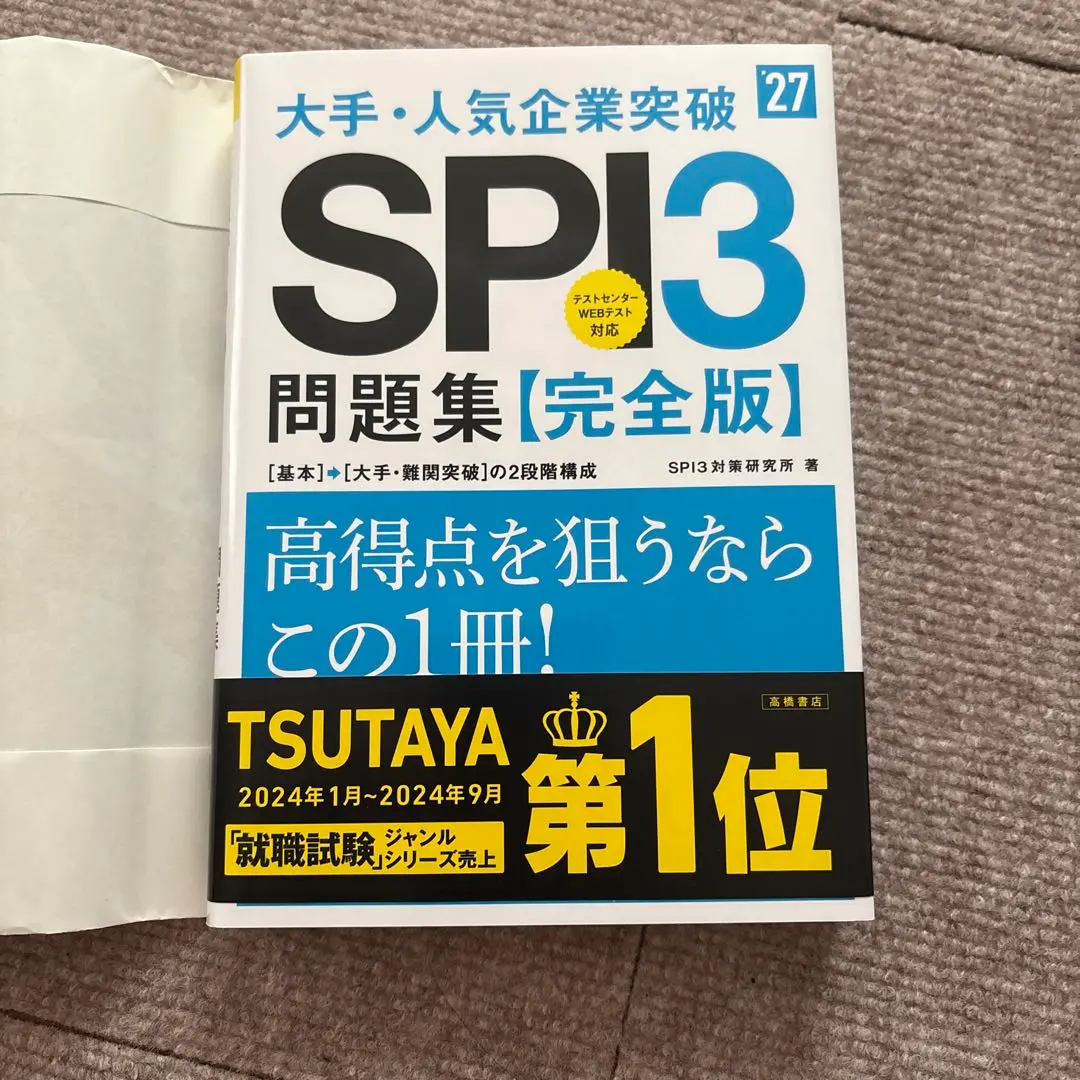 大手・人気企業突破
'27
SPI3
テストセンター
WEBテスト
対応
問題集【完全版】
[基本]➡[大手・難関突破]の2段階構成
SPI3対策研究所 著
高得点を狙うなら
この1冊!
高橋書店
TSUTAYA
2024年1月~2024年9月
「就職試験」ジャンル
シリーズ売上
第1位